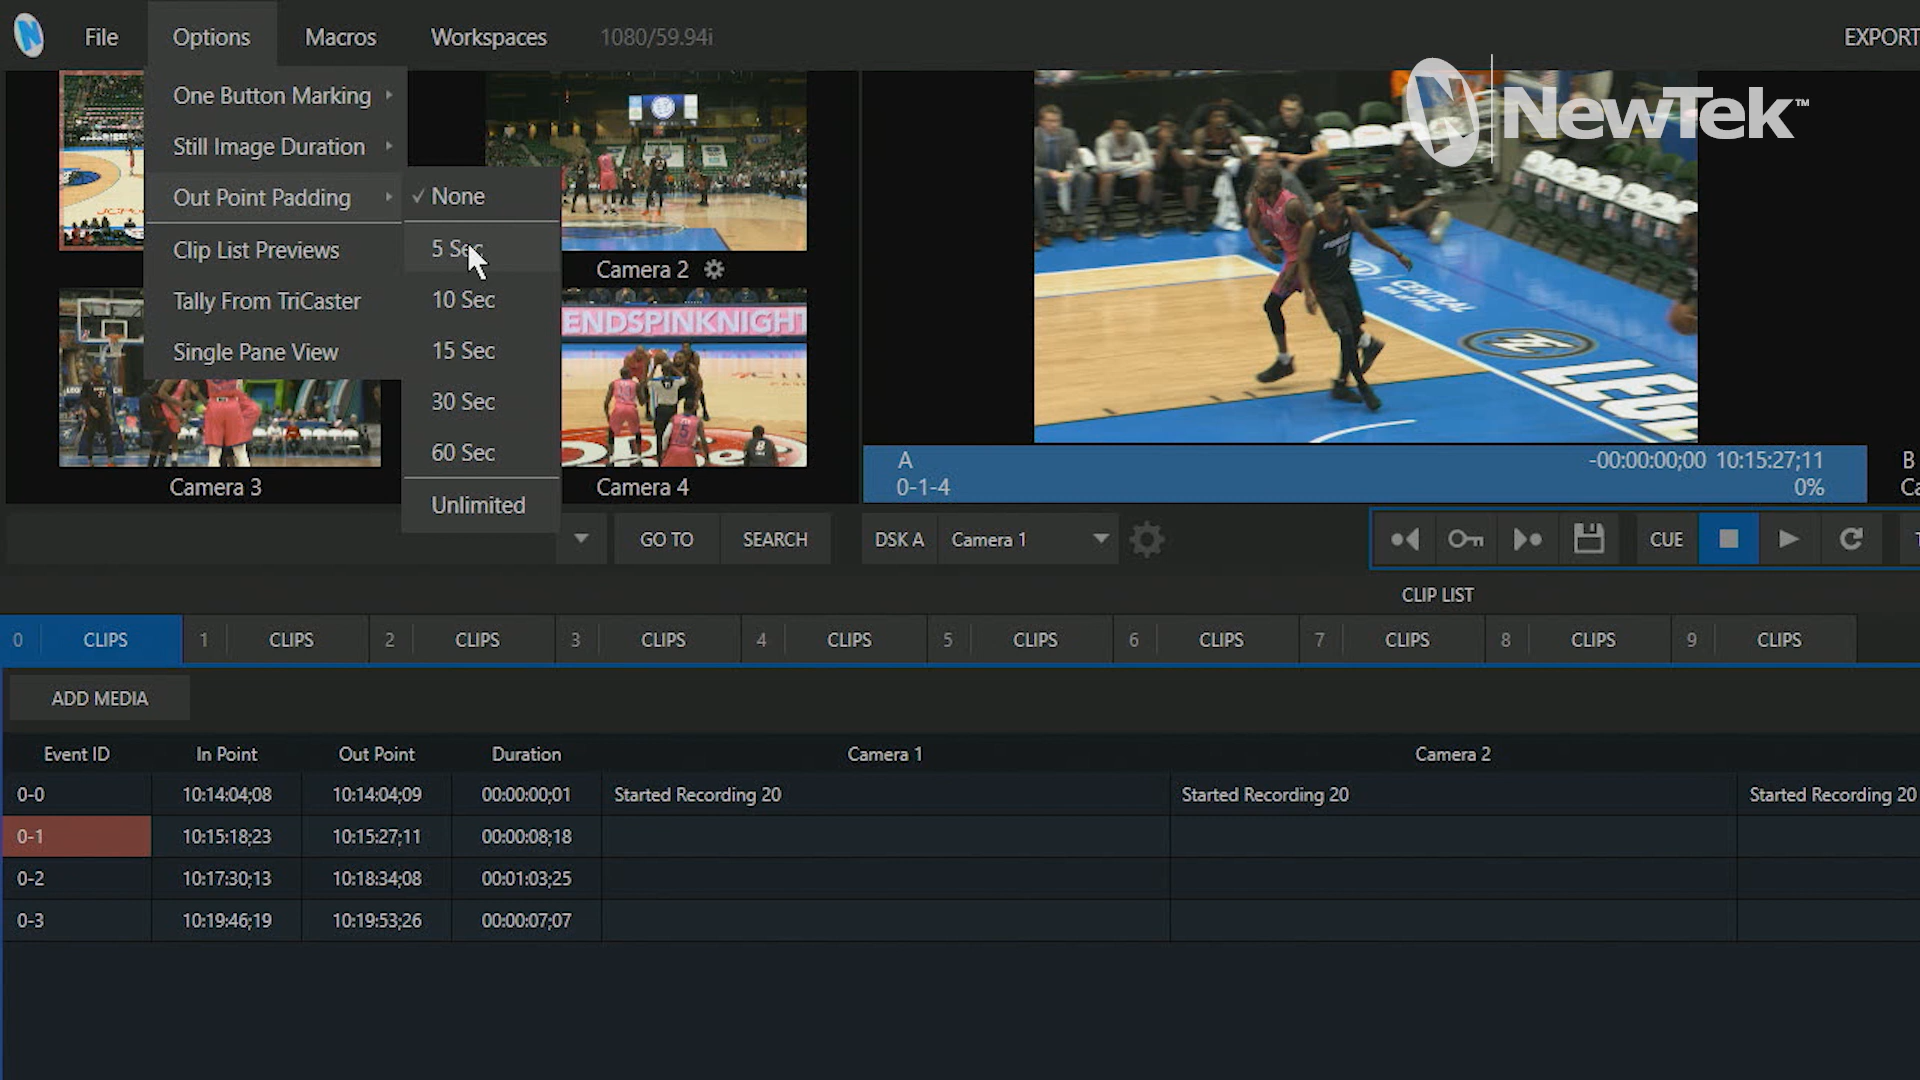 File Options Macros Workspaces 1080/59.94i EXPORT
NewTek™
One Button Marking
Still Image Duration
Out Point Padding
Clip List Previews
Tally From TriCaster
Single Pane View
✓ None
5 Sec
10 Sec
15 Sec
30 Sec
60 Sec
Unlimited
Camera 2
ENDSPINKNIGHT
Camera 3
Camera 4
17
CENTRAL
A -00:00:00;00 10:15:27;11 B
0-1-4 0% Ca
GO TO SEARCH DSK A Camera 1 CUE
CLIP LIST
0 CLIPS 1 CLIPS 2 CLIPS 3 CLIPS 4 CLIPS 5 CLIPS 6 CLIPS 7 CLIPS 8 CLIPS 9 CLIPS
ADD MEDIA
Event ID In Point Out Point Duration Camera 1 Camera 2
0-0 10:14:04;08 10:14:04;09 00:00:00;01 Started Recording 20 Started Recording 20 Started Recording 20
0-1 10:15:18;23 10:15:27;11 00:00:08;18
0-2 10:17:30;13 10:18:34;08 00:01:03;25
0-3 10:19:46;19 10:19:53;26 00:00:07;07